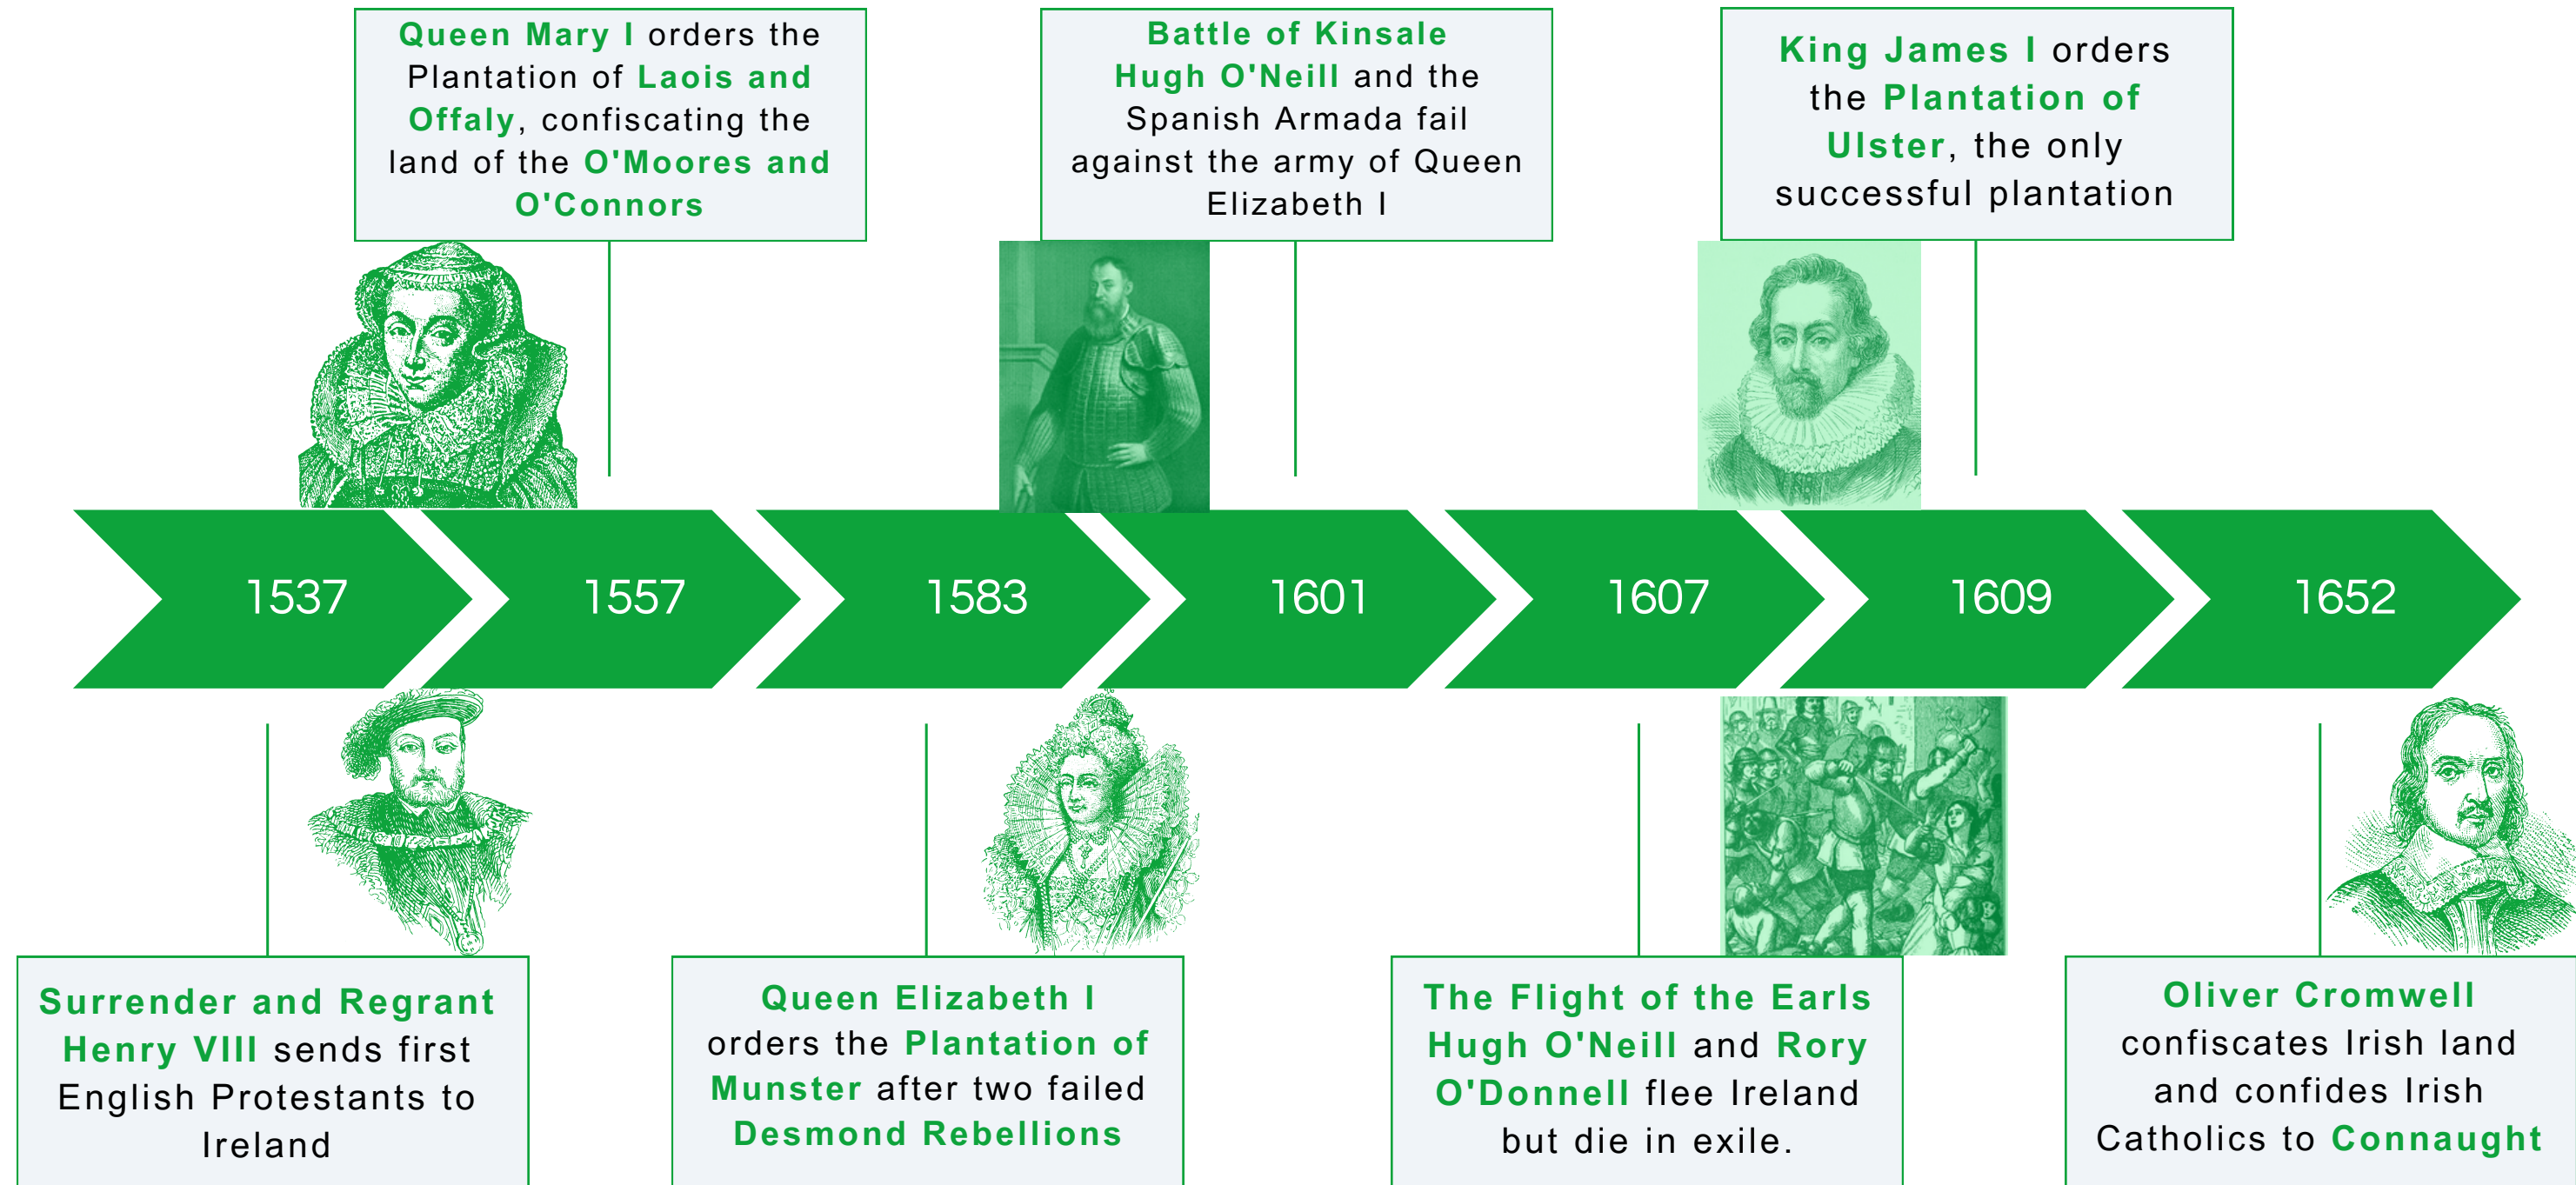 Queen Mary I orders the
Plantation of Laois and
Offaly, confiscating the
land of the O'Moores and
O'Connors
Battle of Kinsale
Hugh O'Neill and the
Spanish Armada fail
against the army of Queen
Elizabeth I
King James I orders
the Plantation of
Ulster, the only
successful plantation
1537
1557
1583
1601
1607
1609
1652
Surrender and Regrant
Henry VIII sends first
English Protestants to
Ireland
Queen Elizabeth I
orders the Plantation of
Munster after two failed
Desmond Rebellions
The Flight of the Earls
Hugh O'Neill and Rory
O'Donnell flee Ireland
but die in exile.
Oliver Cromwell
confiscates Irish land
and confides Irish
Catholics to Connaught